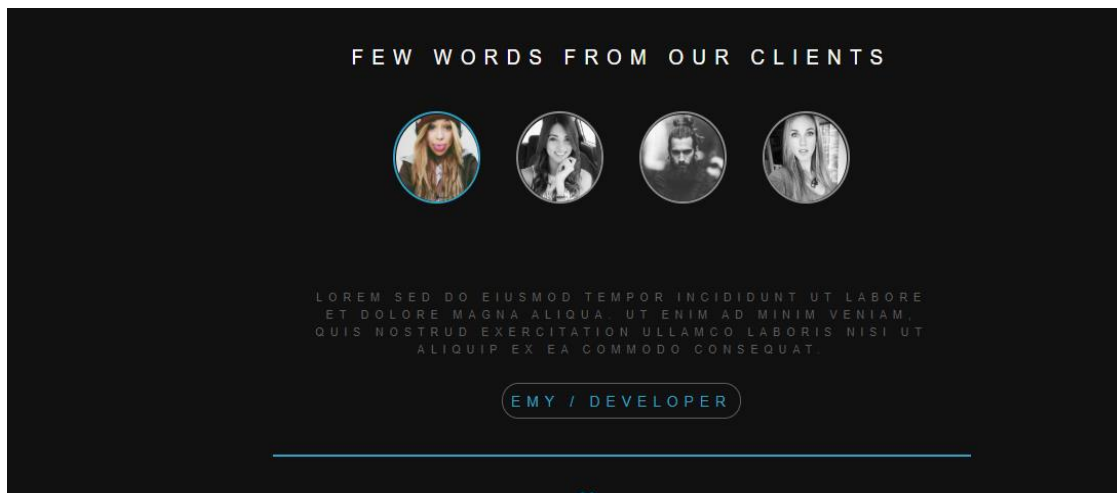 FEW WORDS FROM OUR CLIENTS
LOREM SED DO EIUSMOD TEMPOR INCIDIDUNT UT LABORE
ET DOLORE MAGNA ALIQUA. UT ENIM AD MINIM VENIAM,
QUIS NOSTRUD EXERCITATION ULLAMCO LABORIS NISI UT
ALIQUIP EX EA COMMODO CONSEQUAT.
EMY / DEVELOPER